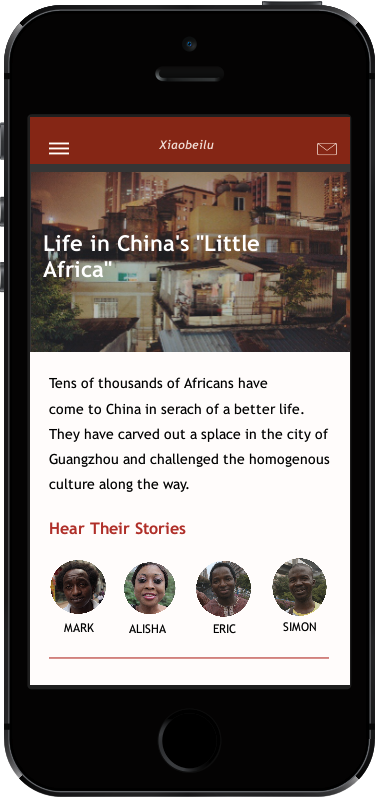 Xiaobeilu
Life in China's "Little
Africa"
Tens of thousands of Africans have
come to China in serach of a better life.
They have carved out a splace in the city of
Guangzhou and challenged the homogenous
culture along the way.
Hear Their Stories
MARK ALISHA ERIC SIMON